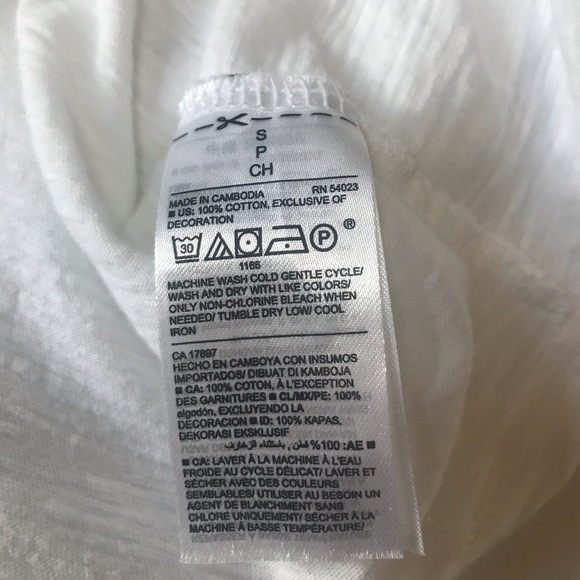 S
P
CH
MADE IN CAMBODIA RN 54023
■ US: 100% COTTON, EXCLUSIVE OF
DECORATION
30 P ®
1166
MACHINE WASH COLD GENTLE CYCLE/
WASH AND DRY WITH LIKE COLORS/
ONLY NON-CHLORINE BLEACH WHEN
NEEDED/ TUMBLE DRY LOW/ COOL
IRON
CA 17897
HECHO EN CAMBOYA CON INSUMOS
IMPORTADOS/ DIBUAT DI KAMBOJA
■ CA: 100% COTON, À L'EXCEPTION
DES GARNITURES ■ CL/MX/PE: 100%
algodón, EXCLUYENDO LA
DECORACION ■ ID: 100% KAPAS,
DEKORASI EKSKLUSIF
■ AE: 100% قطن, باستثناء الزخارف
■ CA: LAVER À LA MACHINE À L'EAU
FROIDE AU CYCLE DÉLICAT/ LAVER ET
SÉCHER AVEC DES COULEURS
SEMBLABLES/ UTILISER AU BESOIN UN
AGENT DE BLANCHIMENT SANS
CHLORE UNIQUEMENT/ SÉCHER À LA
MACHINE À BASSE TEMPÉRATURE/